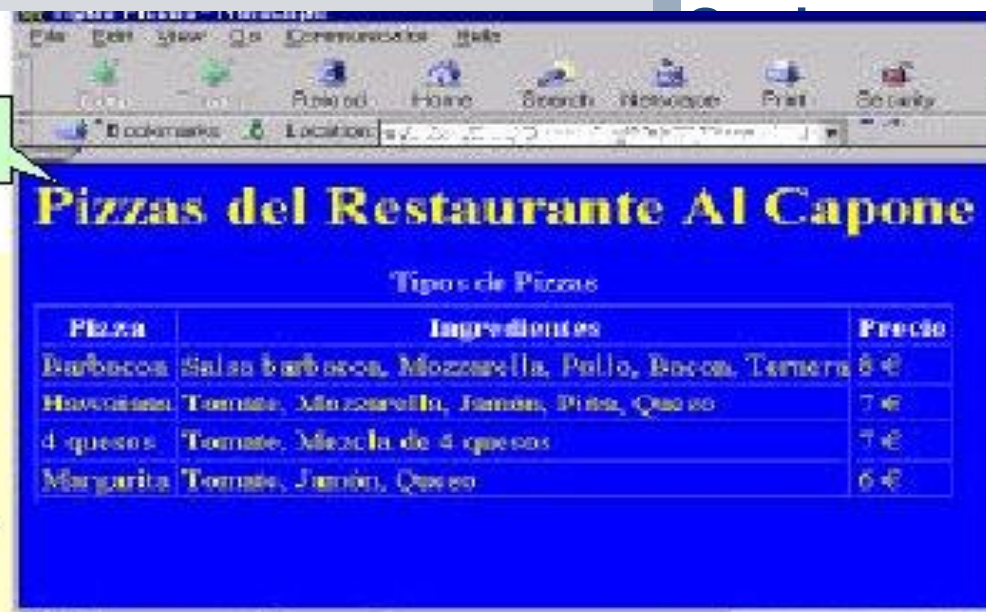 File Edit View Go Communicator Help
Reload Home Search Netscape Print Security
Bookmarks Location:
Pizzas del Restaurante Al Capone
Tipos de Pizzas
Pizza Ingredientes Precio
Barbacoa Salsa barbacoa, Mozzarella, Pollo, Bacon, Ternera 8 €
Hawaiana Tomate, Mozzarella, Jamón, Piña, Queso 7 €
4 quesos Tomate, Mezcla de 4 quesos 7 €
Margarita Tomate, Jamón, Queso 6 €